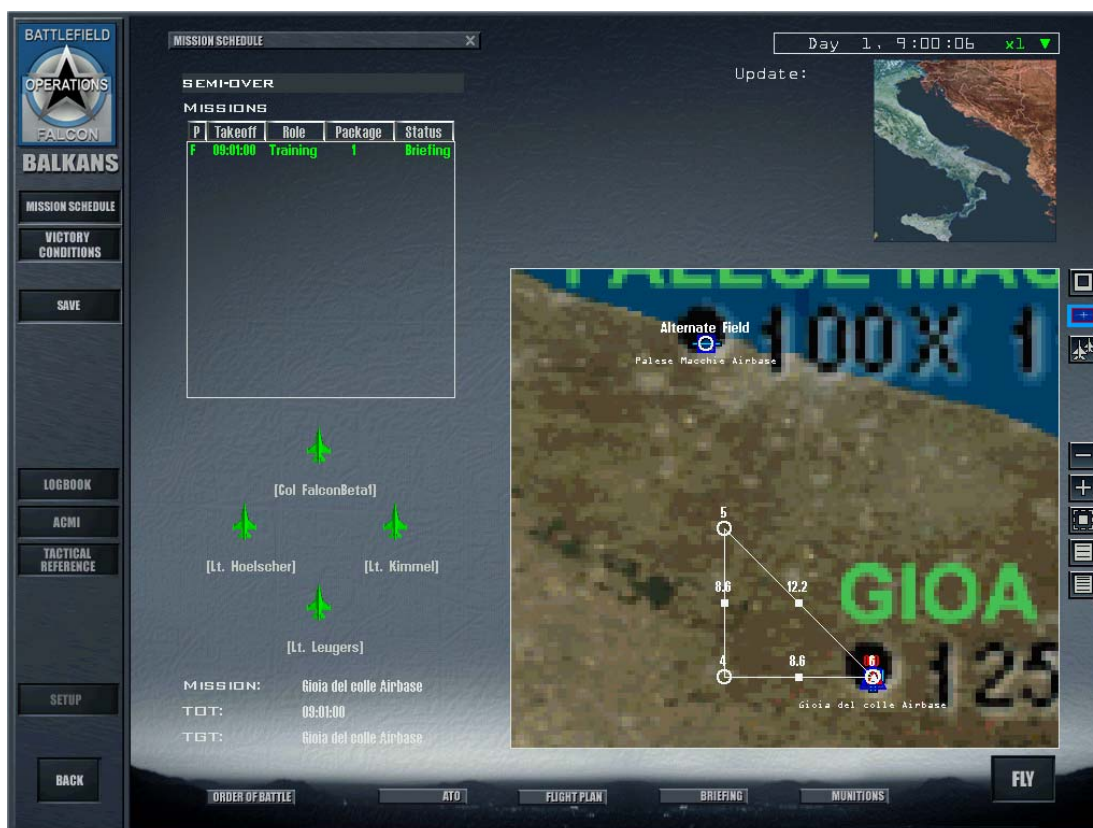 BATTLEFIELD
OPERATIONS
FALCON
BALKANS
MISSION SCHEDULE
VICTORY
CONDITIONS
SAVE
LOGBOOK
ACMI
TACTICAL
REFERENCE
SETUP
BACK
MISSION SCHEDULE X
SEMI-OVER
MISSIONS
P Takeoff Role Package Status
F 09:01:00 Training 1 Briefing
[Col FalconBeta1]
[Lt. Hoelscher] [Lt. Kimmel]
[Lt. Leugers]
MISSION: Gioia del colle Airbase
TOT: 09:01:00
TGT: Gioia del colle Airbase
Day 1, 9:00:06 x1
Update:
PALESE MAC
100X 1
Alternate Field
Palese Macchie Airbase
5
8.6 12.2
GIOA
4 8.6 6
125
Gioia del colle Airbase
FLY
ORDER OF BATTLE ATO FLIGHT PLAN BRIEFING MUNITIONS